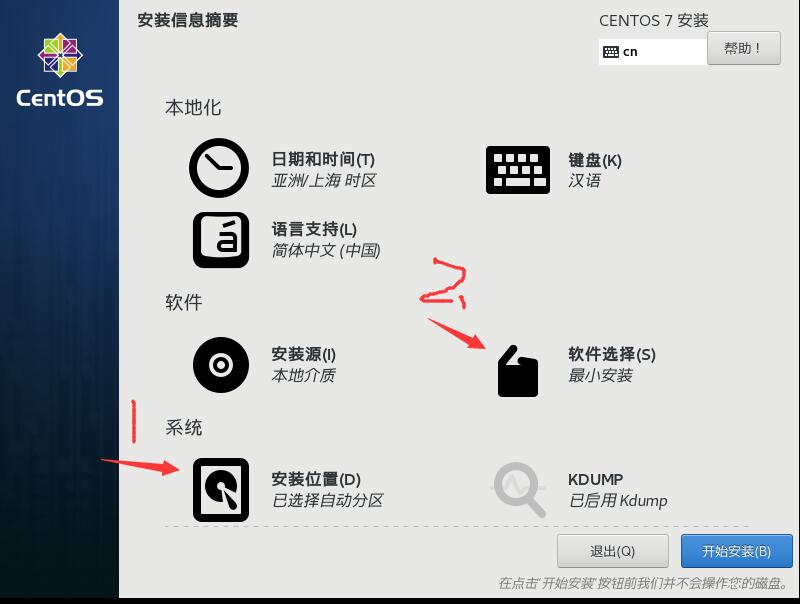 安装信息摘要
CENTOS 7 安装
cn
帮助！
CentOS
本地化
日期和时间(T)
亚洲/上海 时区
键盘(K)
汉语
á
语言支持(L)
简体中文 (中国)
2、
软件
安装源(I)
本地介质
软件选择(S)
最小安装
1
系统
安装位置(D)
已选择自动分区
KDUMP
已启用 Kdump
退出(Q)
开始安装(B)
在点击'开始安装'按钮前我们并不会操作您的磁盘。